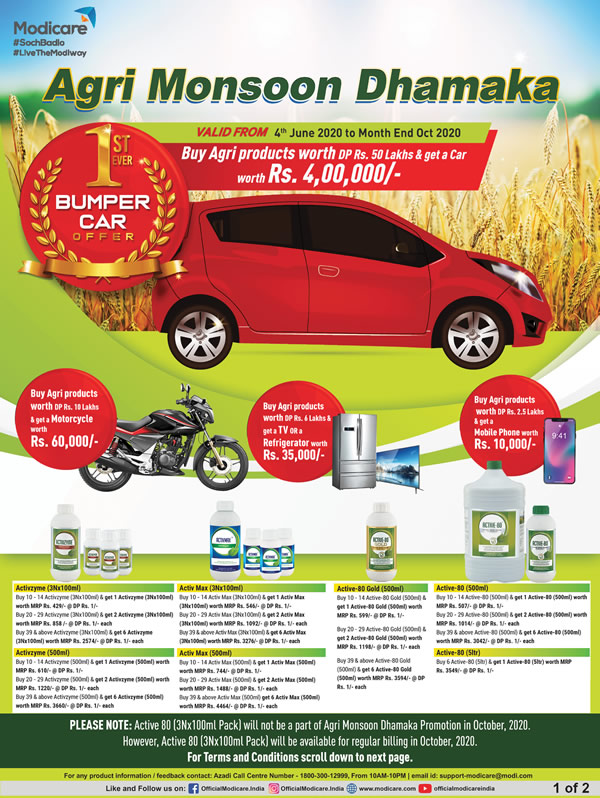 Modicare
#SochBadlo
#LiveTheModiway
Agri Monsoon Dhamaka
VALID FROM 4th June 2020 to Month End Oct 2020
Buy Agri products worth DP Rs. 50 Lakhs & get a Car
worth Rs. 4,00,000/-
1ST
EVER
BUMPER
CAR
OFFER
Buy Agri products
worth DP Rs. 10 Lakhs
& get a Motorcycle
worth
Rs. 60,000/-
Buy Agri products
worth DP Rs. 6 Lakhs &
get a TV OR a
Refrigerator worth
Rs. 35,000/-
Buy Agri products
worth DP Rs. 2.5 Lakhs
& get a
Mobile Phone worth
Rs. 10,000/-
9:41
ACTIVZYME
ACTIVMAX
ACTIVE-80
GOLD
ACTIVE-80
ACTIVE-80
Activzyme (3Nx100ml)
Buy 10 - 14 Activzyme (3Nx100ml) & get 1 Activzyme (3Nx100ml)
worth MRP Rs. 429/- @ DP Rs. 1/-
Buy 20 - 29 Activzyme (3Nx100ml) & get 2 Activzyme (3Nx100ml)
worth MRP Rs. 858 /- @ DP Rs. 1/- each
Buy 39 & above Activzyme (3Nx100ml) & get 6 Activzyme
(3Nx100ml) worth MRP Rs. 2574/- @ DP Rs. 1/- each
Activzyme (500ml)
Buy 10 - 14 Activzyme (500ml) & get 1 Activzyme (500ml) worth
MRP Rs. 610/- @ DP Rs. 1/-
Buy 20 - 29 Activzyme (500ml) & get 2 Activzyme (500ml) worth
MRP Rs. 1220/- @ DP Rs. 1/- each
Buy 39 & above Activzyme (500ml) & get 6 Activzyme (500ml)
worth MRP Rs. 3660/- @ DP Rs. 1/- each
Activ Max (3Nx100ml)
Buy 10 - 14 Activ Max (3Nx100ml) & get 1 Activ Max
(3Nx100ml) worth MRP Rs. 546/- @ DP Rs. 1/-
Buy 20 - 29 Activ Max (3Nx100ml) & get 2 Activ Max
(3Nx100ml) worth MRP Rs. 1092/- @ DP Rs. 1/- each
Buy 39 & above Activ Max (3Nx100ml) & get 6 Activ Max
(3Nx100ml) worth MRP Rs. 3276/- @ DP Rs. 1/- each
Activ Max (500ml)
Buy 10 - 14 Activ Max (500ml) & get 1 Activ Max (500ml)
worth MRP Rs. 744/- @ DP Rs. 1/-
Buy 20 - 29 Activ Max (500ml) & get 2 Activ Max (500ml)
worth MRP Rs. 1488/- @ DP Rs. 1/- each
Buy 39 & above Activ Max (500ml) get 6 Activ Max (500ml)
worth MRP Rs. 4464/- @ DP Rs. 1/- each
Active-80 Gold (500ml)
Buy 10 - 14 Active-80 Gold (500ml) &
get 1 Active-80 Gold (500ml) worth
MRP Rs. 599/- @ DP Rs. 1/-
Buy 20 - 29 Active-80 Gold (500ml)
& get 2 Active-80 Gold (500ml) worth
MRP Rs. 1198/- @ DP Rs. 1/- each
Buy 39 & above Active-80 Gold
(500ml) & get 6 Active-80 Gold
(500ml) worth MRP Rs. 3594/- @
DP Rs. 1/- each
Active-80 (500ml)
Buy 10 - 14 Active-80 (500ml) & get 1 Active-80 (500ml) worth
MRP Rs. 507/- @ DP Rs. 1/-
Buy 20 - 29 Active-80 (500ml) & get 2 Active-80 (500ml) worth
MRP Rs. 1014/- @ DP Rs. 1/- each
Buy 39 & above Active-80 (500ml) & get 6 Active-80 (500ml)
worth MRP Rs. 3042/- @ DP Rs. 1/- each
Active-80 (5ltr)
Buy 6 Active-80 (5ltr) & get 1 Active-80 (5ltr) worth MRP
Rs. 3549/- @ DP Rs. 1/-
PLEASE NOTE: Active 80 (3Nx100ml Pack) will not be a part of Agri Monsoon Dhamaka Promotion in October, 2020.
However, Active 80 (3Nx100ml Pack) will be available for regular billing in October, 2020.
For Terms and Conditions scroll down to next page.
For any product information / feedback contact: Azadi Call Centre Number - 1800-300-12999, From 10AM-10PM | email id: support-modicare@modi.com
Like and Follow us on: OfficialModicare.India OfficialModicare.India www.modicare.com officialmodicareindia
1 of 2